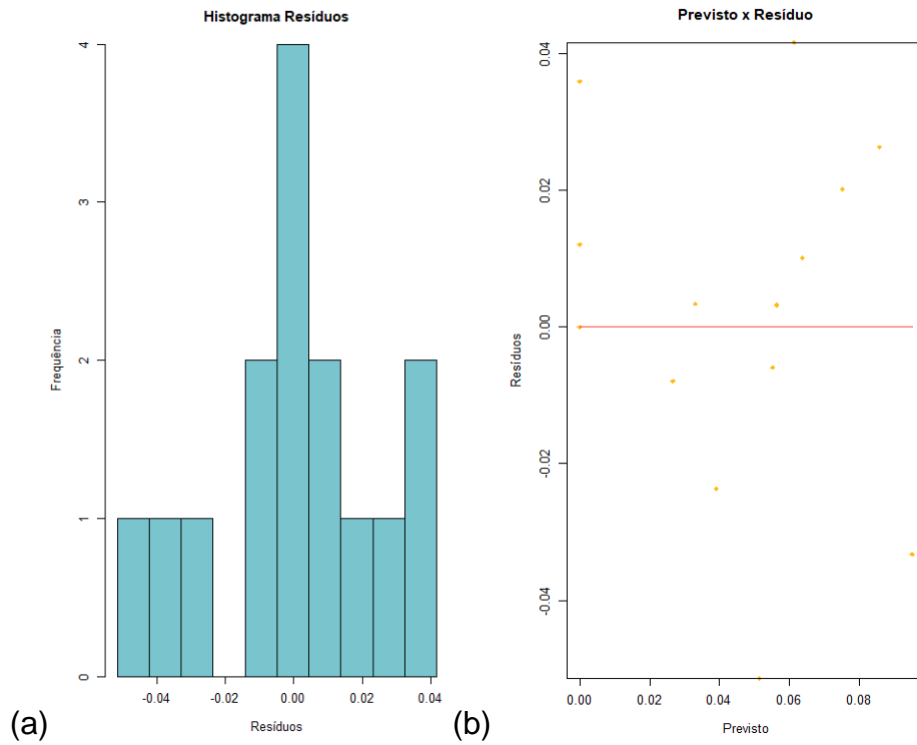 Histograma Resíduos
4
3
2
1
0
Frequência
-0.04
-0.02
0.00
0.02
0.04
Resíduos
(a)
Previsto x Resíduo
0.04
0.02
0.00
-0.02
-0.04
Resíduos
0.00
0.02
0.04
0.06
0.08
Previsto
(b)